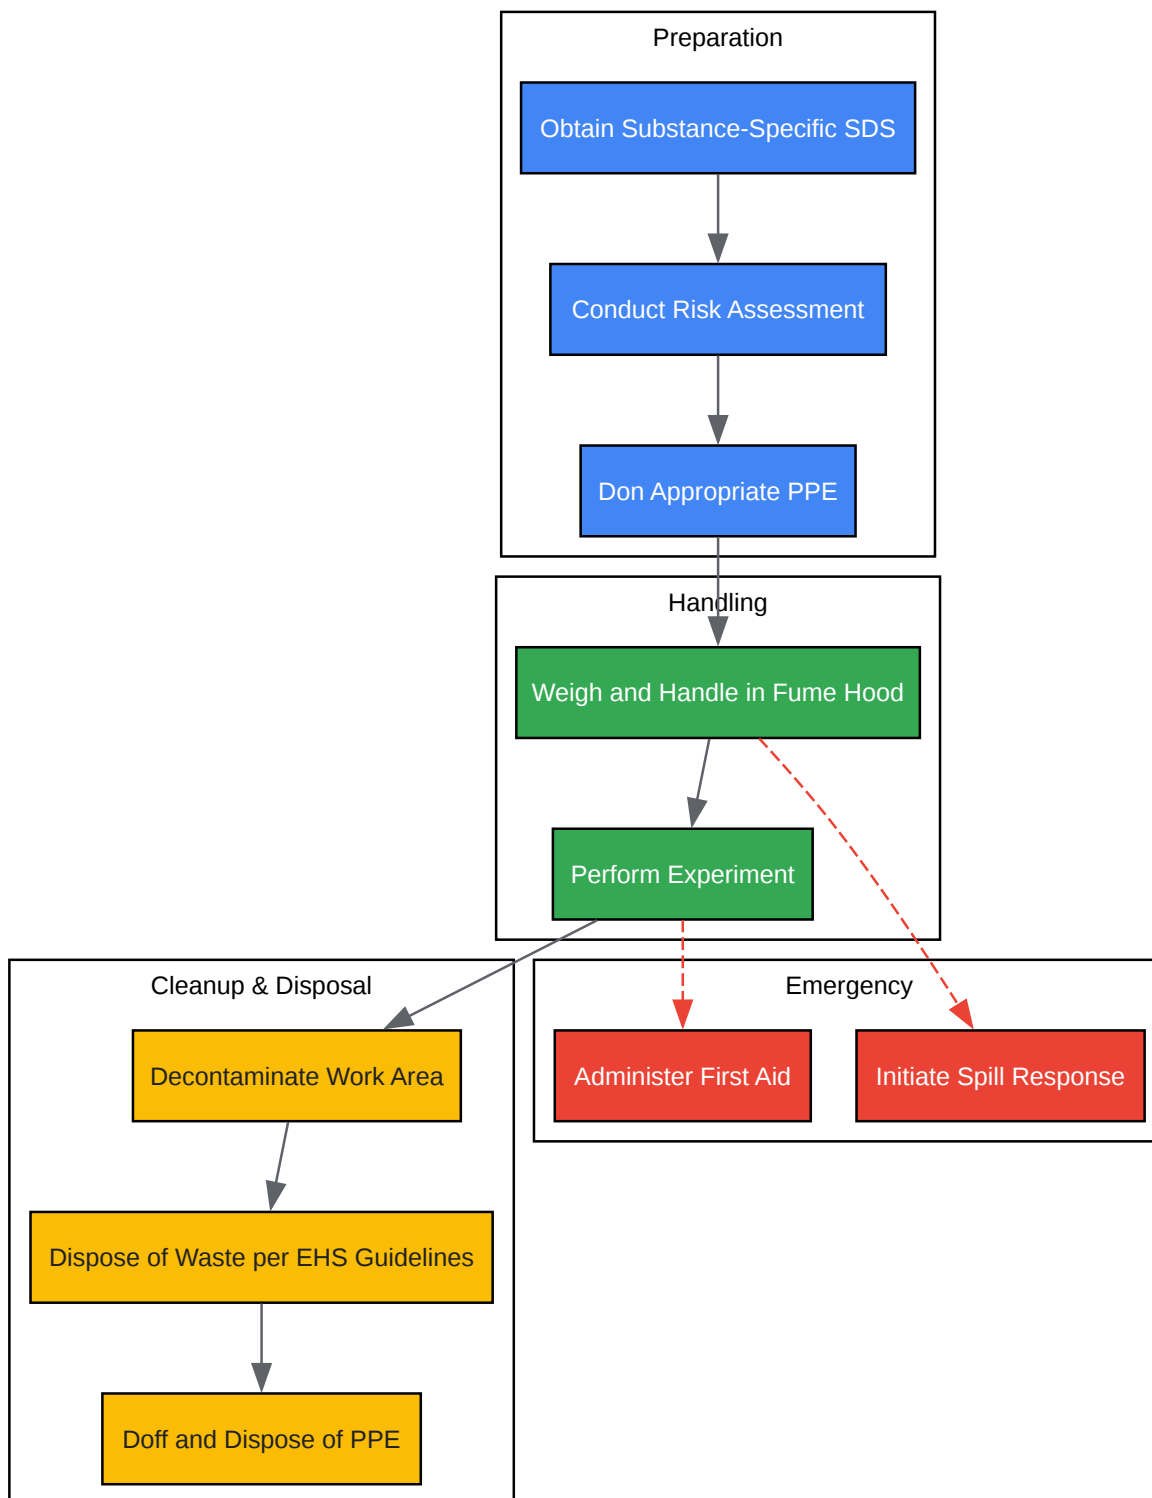 Preparation
Obtain Substance-Specific SDS
Conduct Risk Assessment
Don Appropriate PPE
Handling
Weigh and Handle in Fume Hood
Perform Experiment
Cleanup & Disposal
Decontaminate Work Area
Dispose of Waste per EHS Guidelines
Doff and Dispose of PPE
Emergency
Administer First Aid
Initiate Spill Response